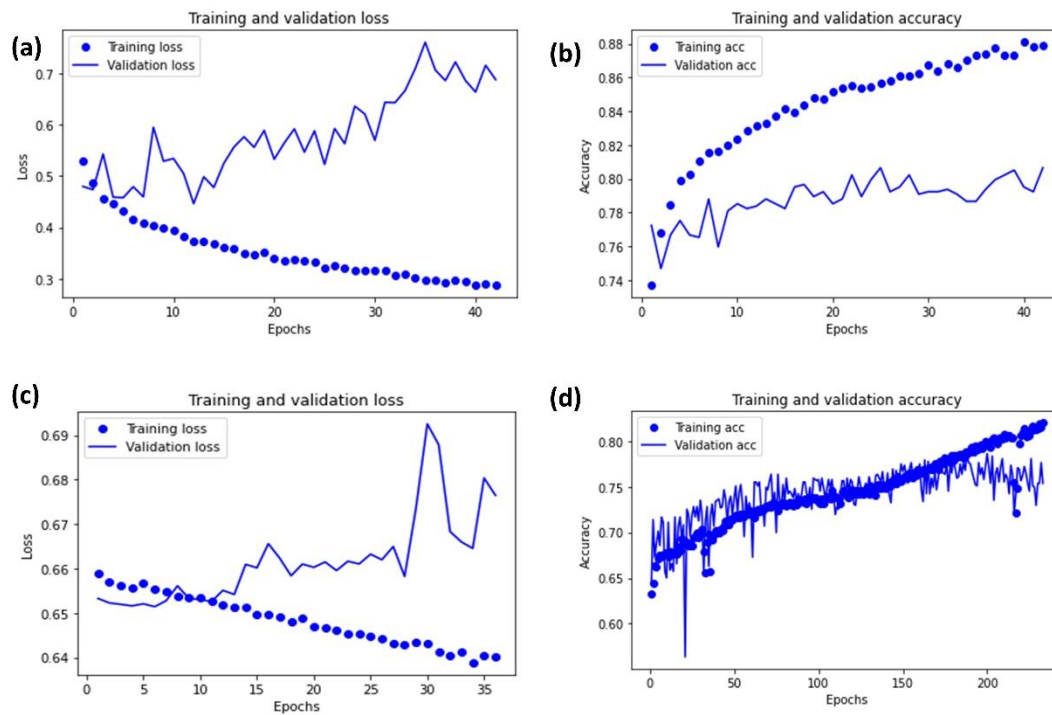 (a)
Training and validation loss
Training loss
Validation loss
0.7
0.6
0.5
0.4
0.3
Loss
0
10
20
30
40
Epochs
(b)
Training and validation accuracy
Training acc
Validation acc
0.88
0.86
0.84
0.82
0.80
0.78
0.76
0.74
Accuracy
0
10
20
30
40
Epochs
(c)
Training and validation loss
Training loss
Validation loss
0.69
0.68
0.67
0.66
0.65
0.64
Loss
0
5
10
15
20
25
30
35
Epochs
(d)
Training and validation accuracy
Training acc
Validation acc
0.80
0.75
0.70
0.65
0.60
Accuracy
0
50
100
150
200
Epochs